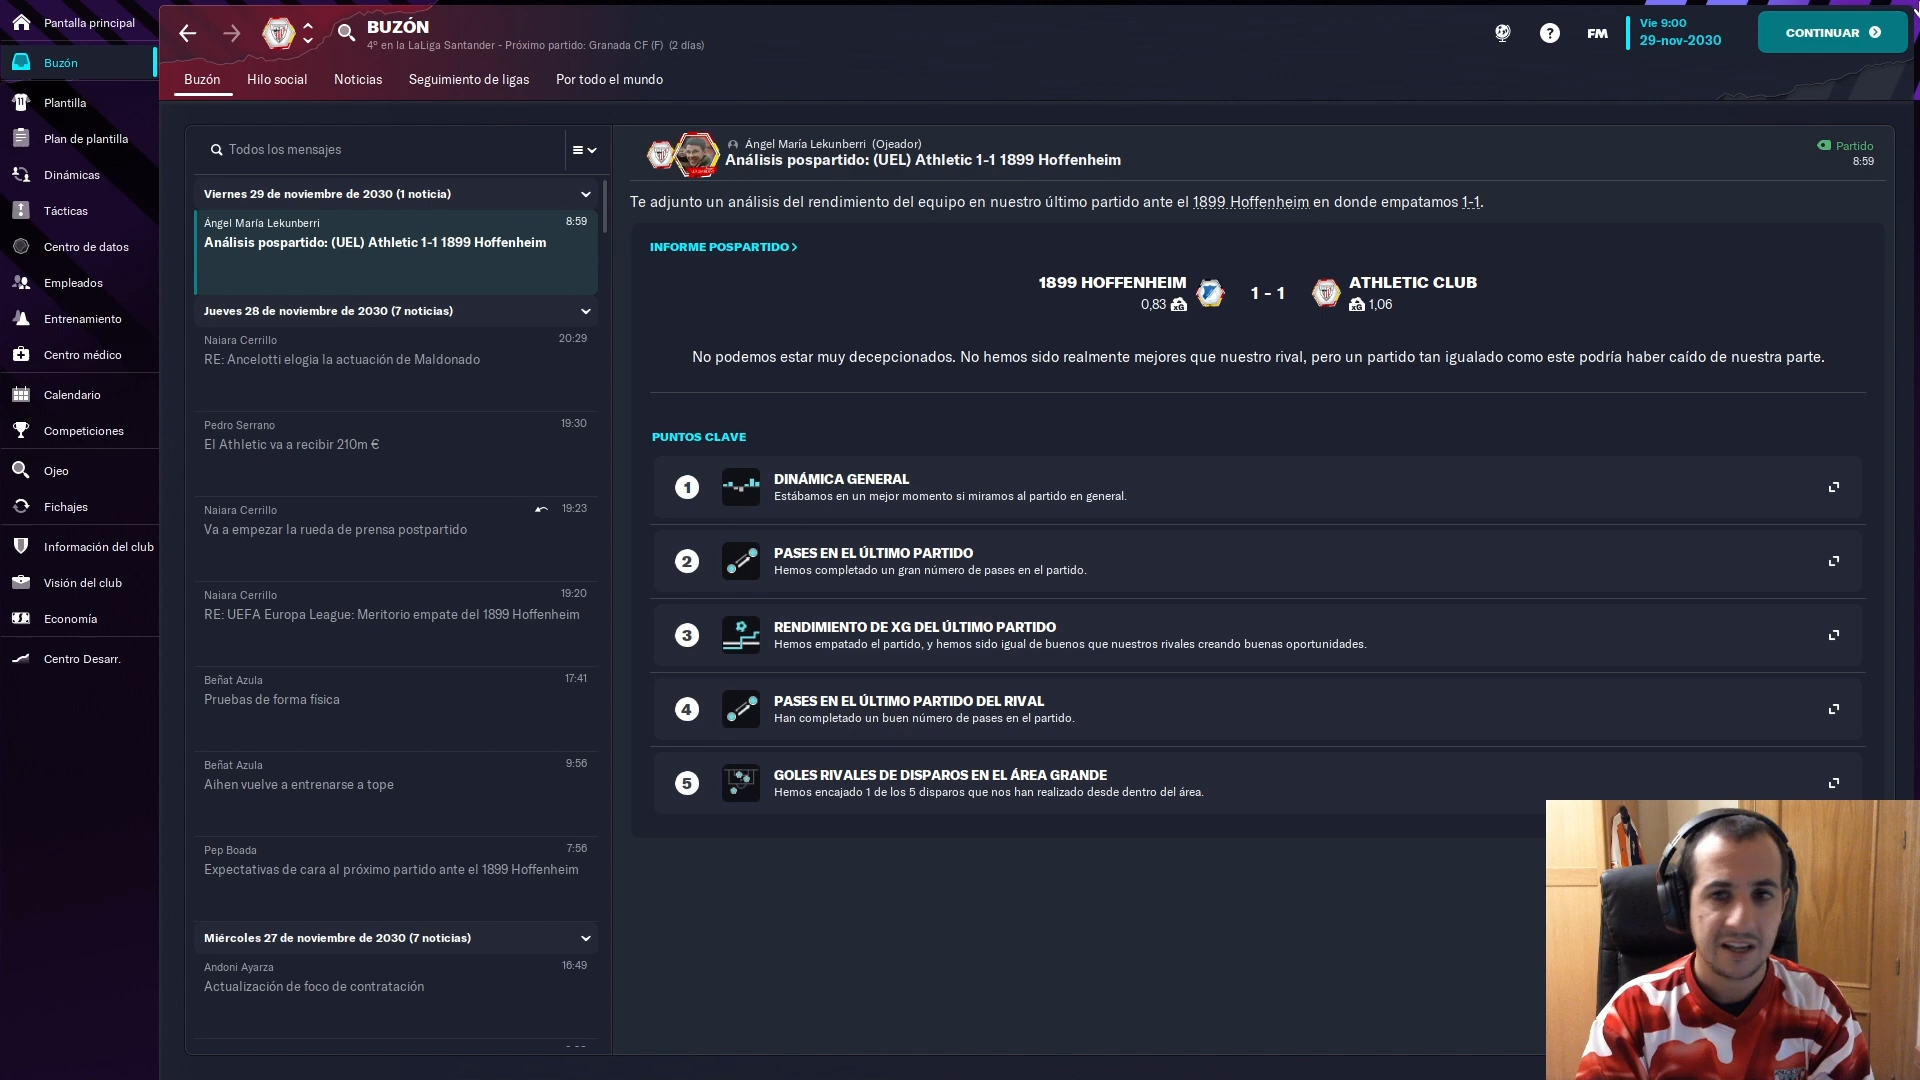 Pantalla principal
Buzón
Plantilla
Plan de plantilla
Dinámicas
Tácticas
Centro de datos
Empleados
Entrenamiento
Centro médico
Calendario
Competiciones
Ojeo
Fichajes
Información del club
Visión del club
Economía
Centro Desarr.
BUZÓN
4º en la LaLiga Santander - Próximo partido: Granada CF (F) (2 días)
FM
Vie 9:00
29-nov-2030
CONTINUAR
Buzón
Hilo social
Noticias
Seguimiento de ligas
Por todo el mundo
Todos los mensajes
Viernes 29 de noviembre de 2030 (1 noticia)
Ángel María Lekunberri 8:59
Análisis pospartido: (UEL) Athletic 1-1 1899 Hoffenheim
Jueves 28 de noviembre de 2030 (7 noticias)
Naiara Cerrillo 20:29
RE: Ancelotti elogia la actuación de Maldonado
Pedro Serrano 19:30
El Athletic va a recibir 210m €
Naiara Cerrillo 19:23
Va a empezar la rueda de prensa postpartido
Naiara Cerrillo 19:20
RE: UEFA Europa League: Meritorio empate del 1899 Hoffenheim
Beñat Azula 17:41
Pruebas de forma física
Beñat Azula 9:56
Aihen vuelve a entrenarse a tope
Pep Boada 7:56
Expectativas de cara al próximo partido ante el 1899 Hoffenheim
Miércoles 27 de noviembre de 2030 (7 noticias)
Andoni Ayarza 16:49
Actualización de foco de contratación
Ángel María Lekunberri (Ojeador)
Análisis pospartido: (UEL) Athletic 1-1 1899 Hoffenheim
Partido
8:59
Te adjunto un análisis del rendimiento del equipo en nuestro último partido ante el 1899 Hoffenheim en donde empatamos 1-1.
INFORME POSPARTIDO
1899 HOFFENHEIM 1 - 1 ATHLETIC CLUB
0,83 xG xG 1,06
No podemos estar muy decepcionados. No hemos sido realmente mejores que nuestro rival, pero un partido tan igualado como este podría haber caído de nuestra parte.
PUNTOS CLAVE
1 DINÁMICA GENERAL
Estábamos en un mejor momento si miramos al partido en general.
2 PASES EN EL ÚLTIMO PARTIDO
Hemos completado un gran número de pases en el partido.
3 RENDIMIENTO DE XG DEL ÚLTIMO PARTIDO
Hemos empatado el partido, y hemos sido igual de buenos que nuestros rivales creando buenas oportunidades.
4 PASES EN EL ÚLTIMO PARTIDO DEL RIVAL
Han completado un buen número de pases en el partido.
5 GOLES RIVALES DE DISPAROS EN EL ÁREA GRANDE
Hemos encajado 1 de los 5 disparos que nos han realizado desde dentro del área.